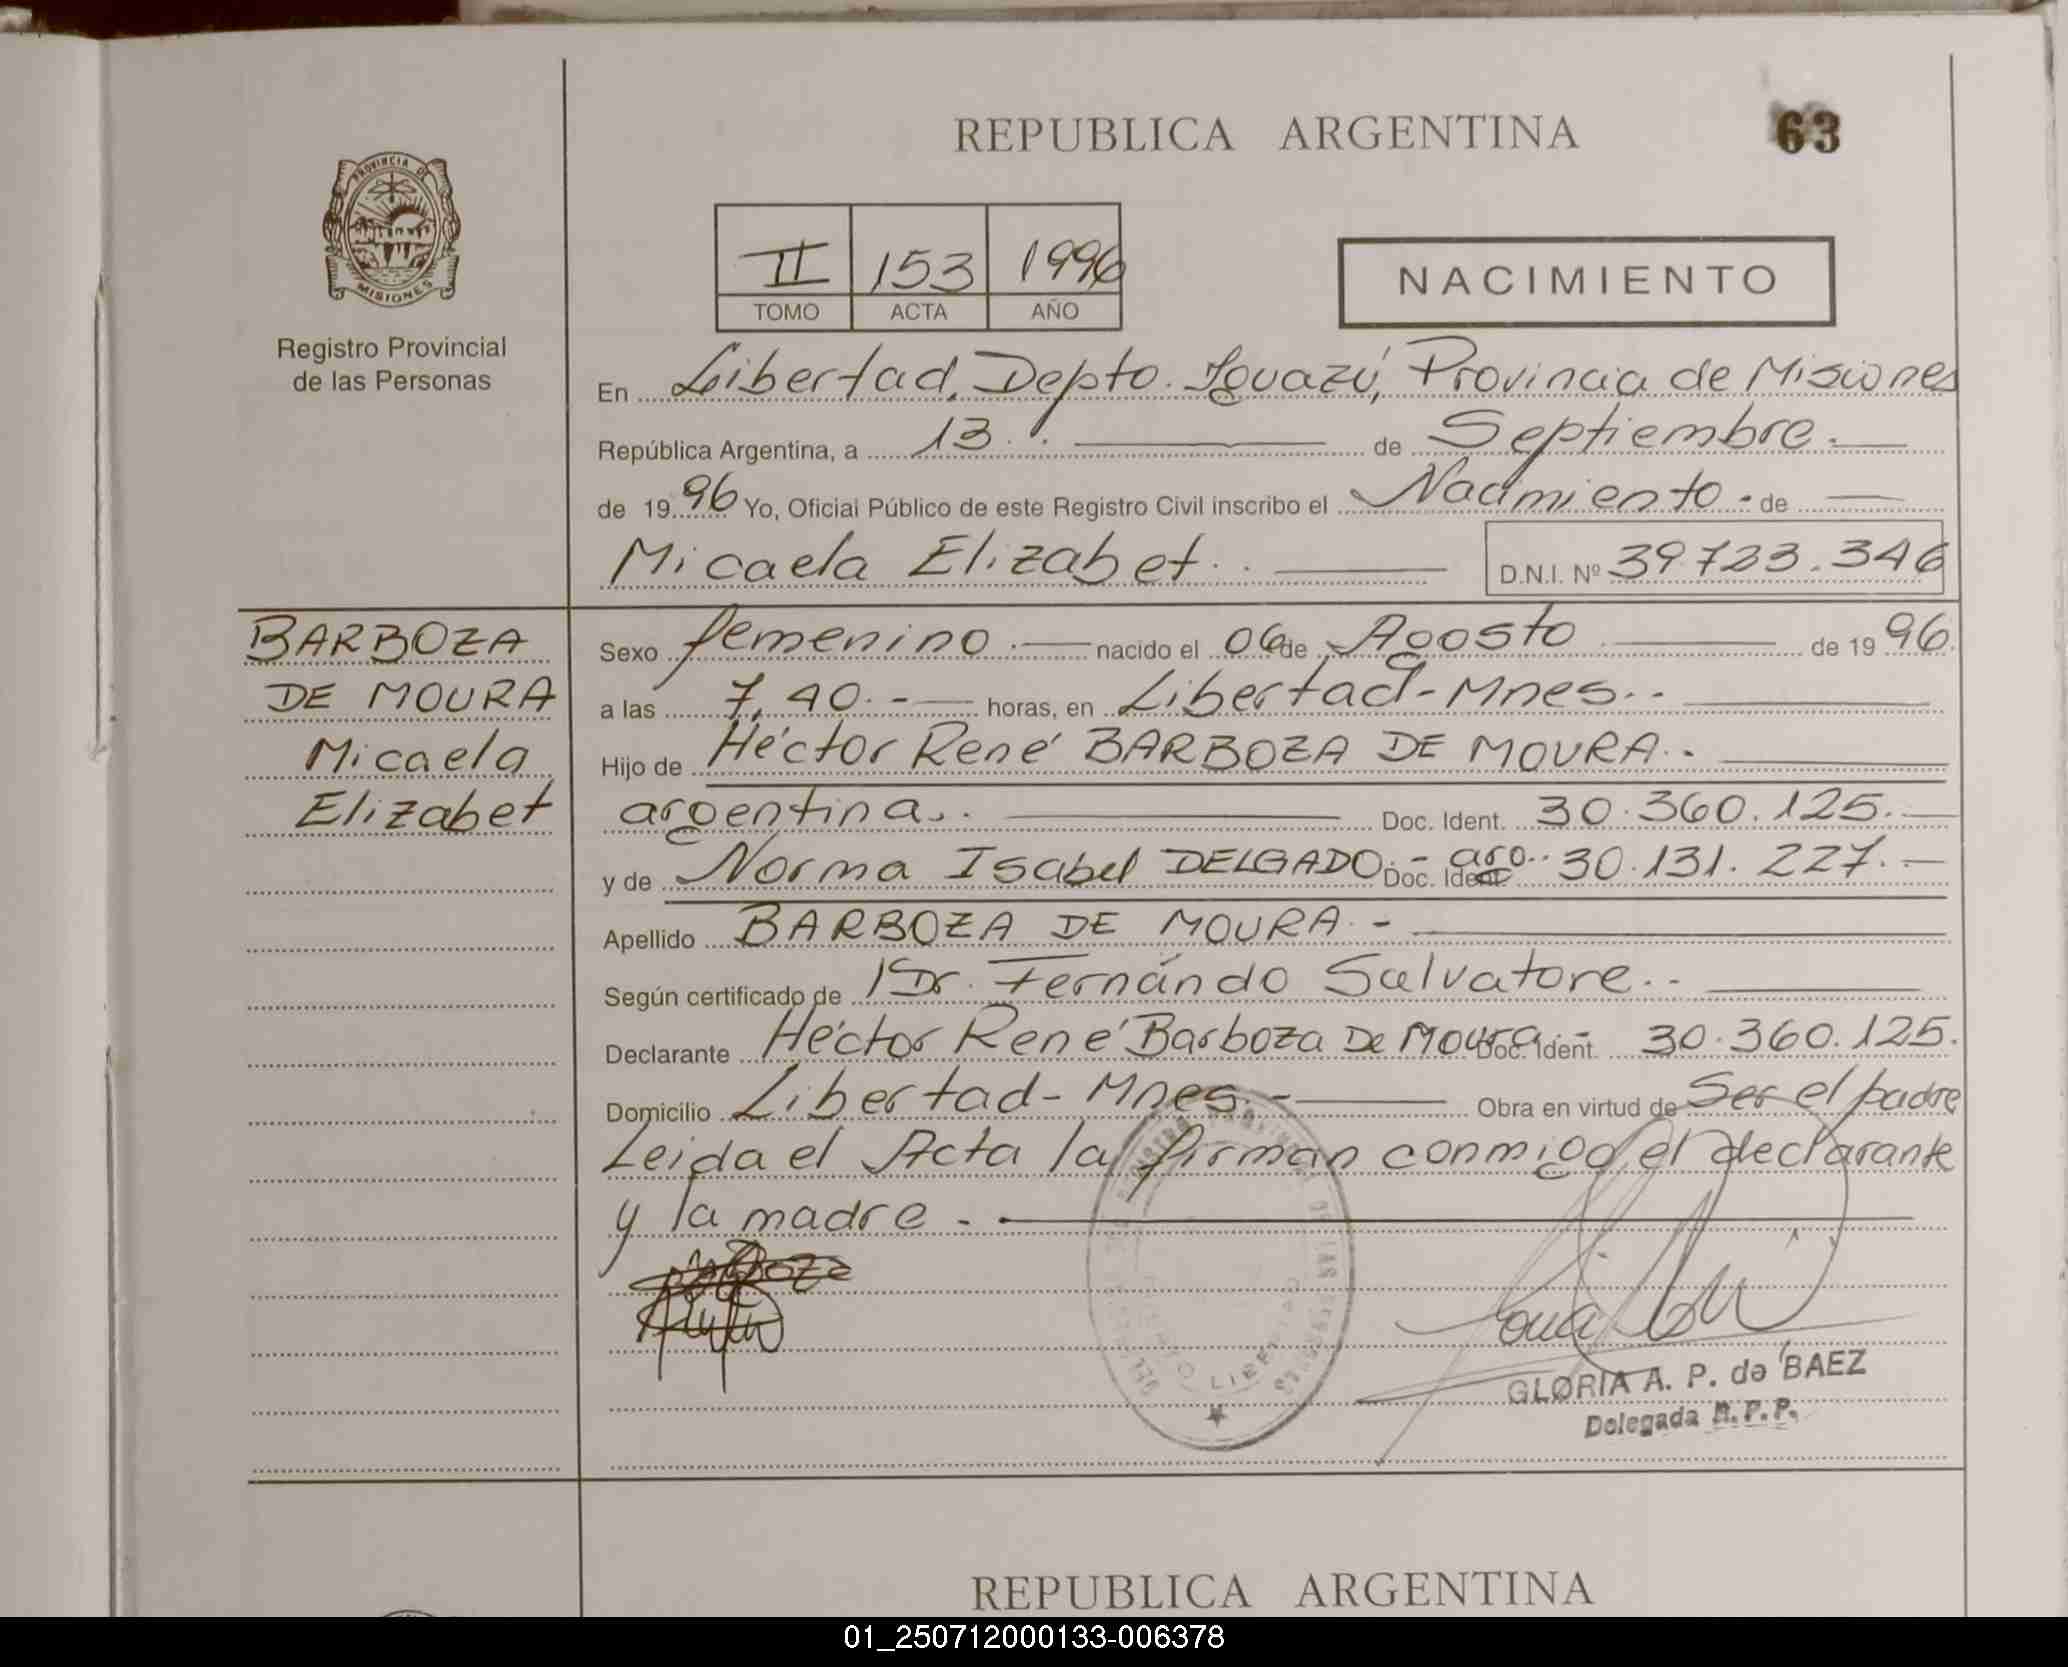 REPUBLICA ARGENTINA
63
PROVINCIA DE
MISIONES
Registro Provincial
de las Personas
II 153 1996
TOMO ACTA AÑO
NACIMIENTO
En Libertad, Depto. Iguazú, Provincia de Misiones
República Argentina, a 13. de Septiembre.
de 19 96 Yo, Oficial Público de este Registro Civil inscribo el Nacimiento. de
Micaela Elizabet.
D.N.I. Nº 39.723.346
BARBOZA
DE MOURA
Micaela
Elizabet
Sexo femenino. nacido el 06 de Agosto de 19 96.
a las 7,40.- horas, en Libertad-Mnes..
Hijo de Héctor René BARBOZA DE MOURA.-
argentina.. Doc. Ident. 30.360.125.
y de Norma Isabel DELGADO.- arg.. Doc. Ident. 30.131.227.
Apellido BARBOZA DE MOURA.-
Según certificado de Dr. Fernándo Salvatore..
Declarante Héctor René Barboza De Moura.- Doc. Ident. 30.360.125.
Domicilio Libertad-Mnes.- Obra en virtud de Ser el padre
Leida el Acta la firman conmigo el declarante
y la madre.
GLORIA A. P. de BAEZ
Delegada R.P.P.
REPUBLICA ARGENTINA
01_250712000133-006378